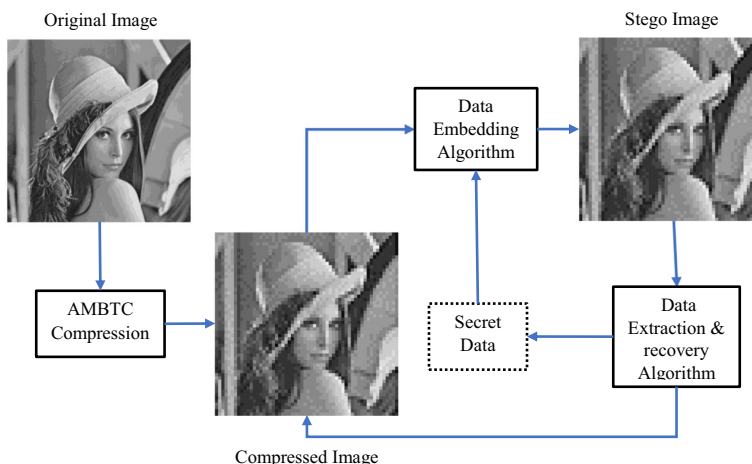 Original Image
Stego Image
Data
Embedding
Algorithm
AMBTC
Compression
Secret
Data
Data
Extraction &
recovery
Algorithm
Compressed Image